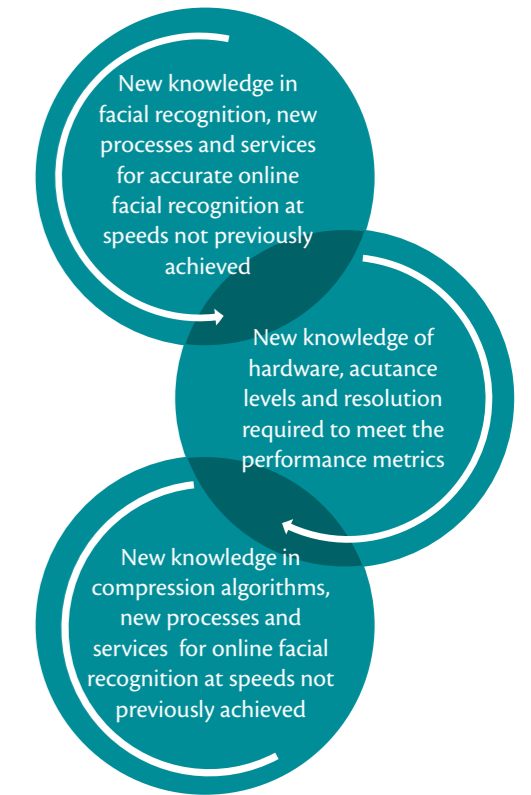 New knowledge in
facial recognition, new
processes and services
for accurate online
facial recognition at
speeds not previously
achieved
New knowledge of
hardware, acutance
levels and resolution
required to meet the
performance metrics
New knowledge in
compression algorithms,
new processes and
services  for online facial
recognition at speeds not
previously achieved